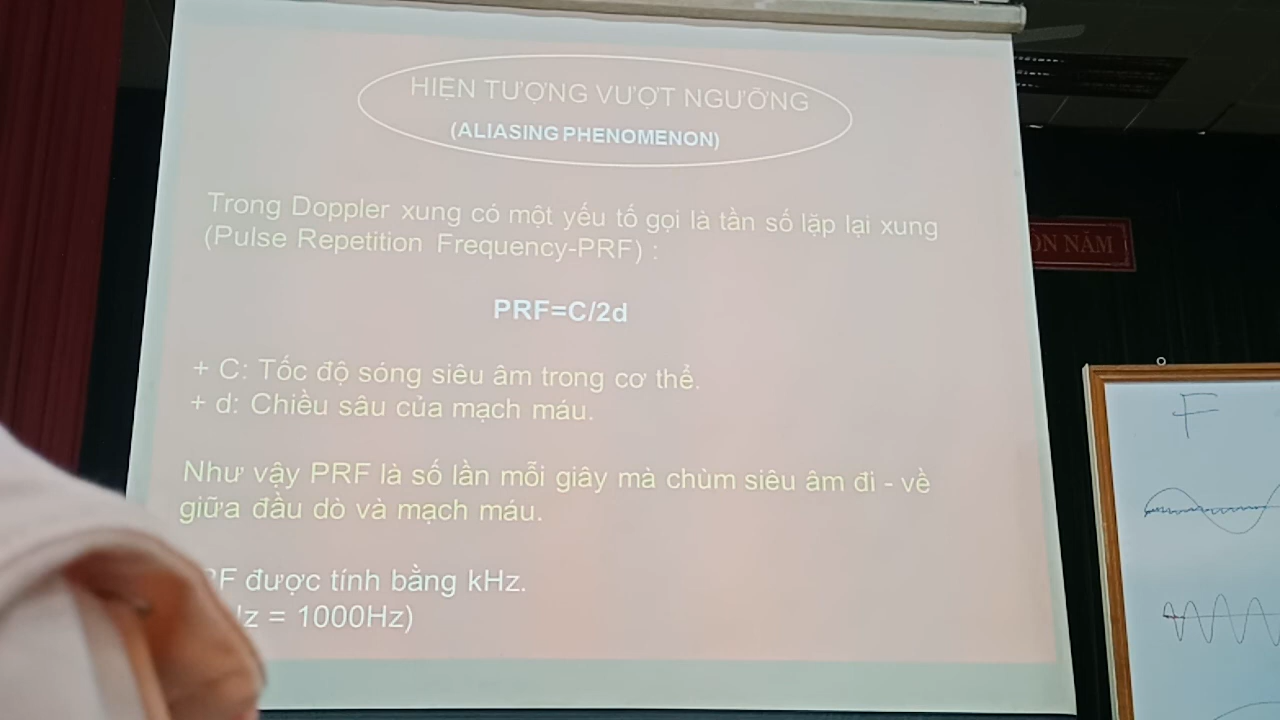 HIỆN TƯỢNG VƯỢT NGƯỠNG
(ALIASING PHENOMENON)
Trong Doppler xung có một yếu tố gọi là tần số lặp lại xung
(Pulse Repetition Frequency-PRF) :
PRF=C/2d
+ C: Tốc độ sóng siêu âm trong cơ thể.
+ d: Chiều sâu của mạch máu.
Như vậy PRF là số lần mỗi giây mà chùm siêu âm đi - về
giữa đầu dò và mạch máu.
F được tính bằng kHz.
z = 1000Hz)
NĂM
F